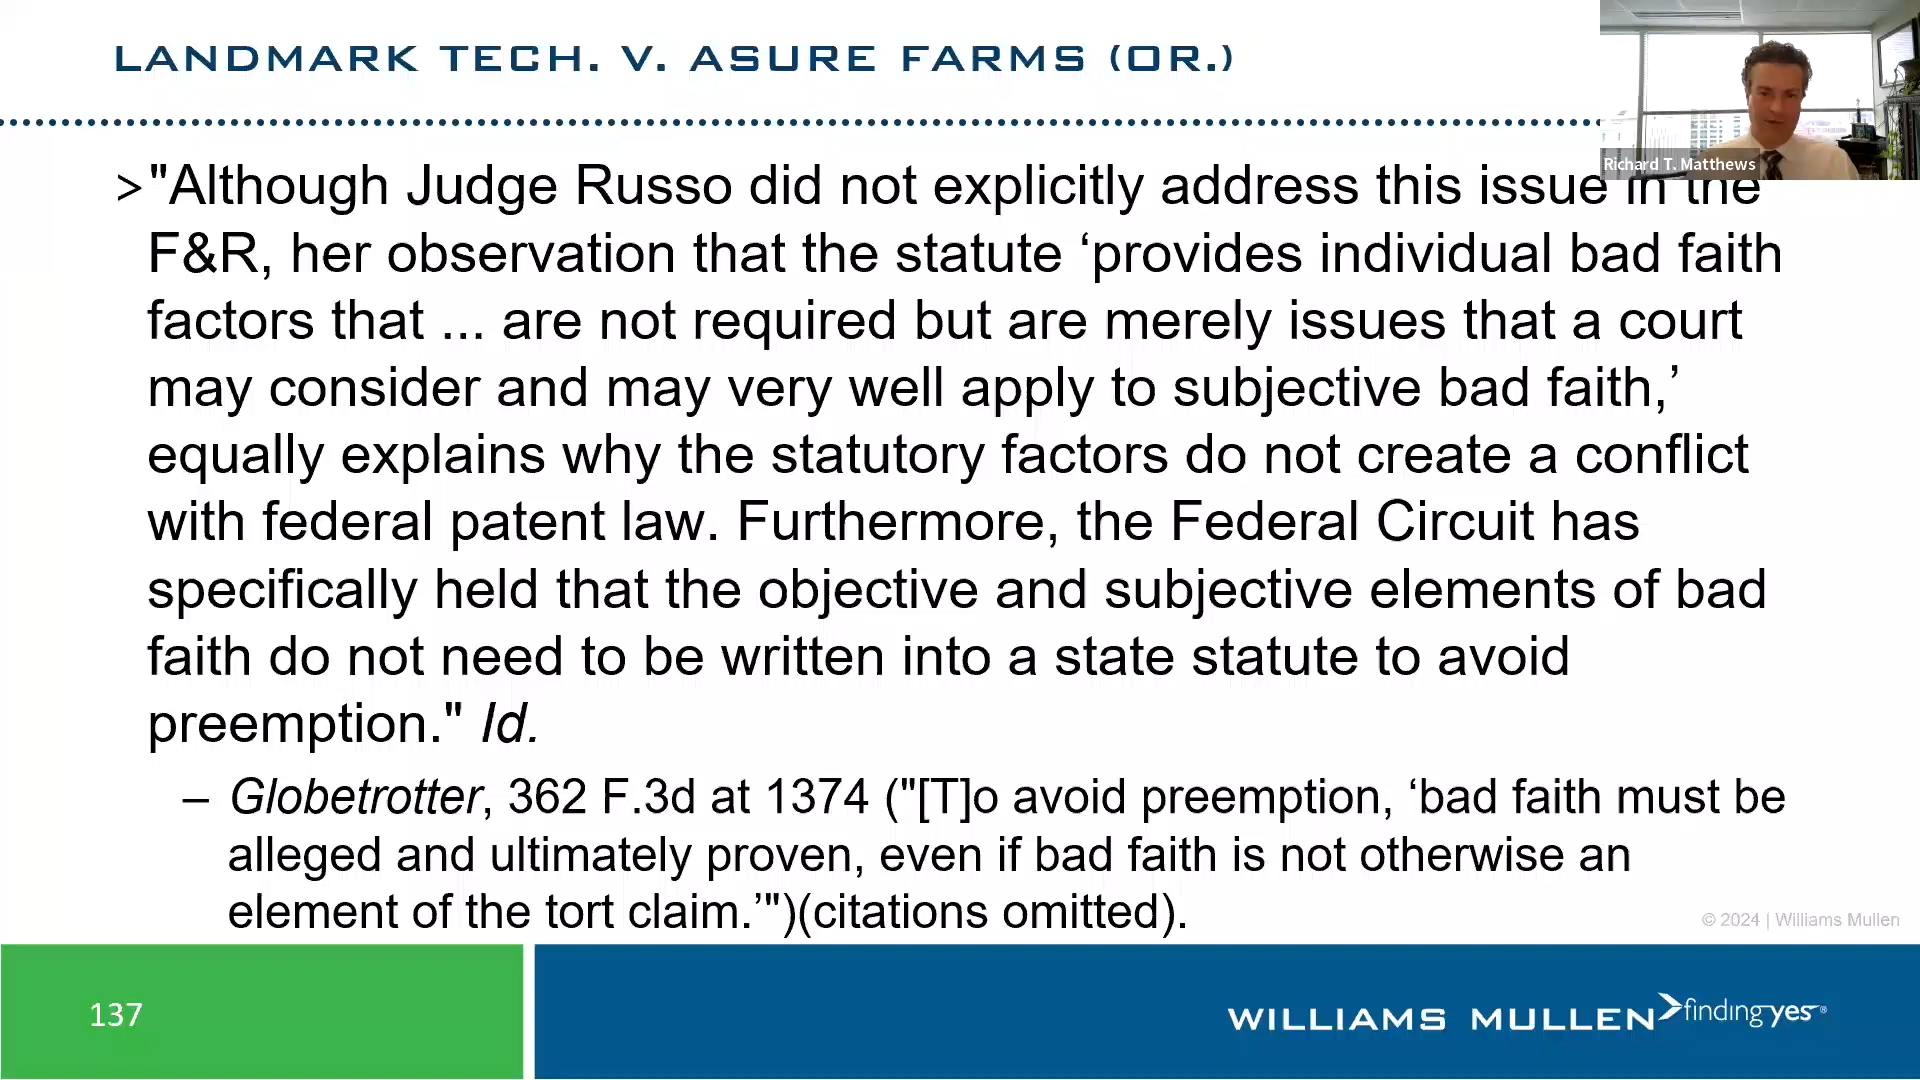 LANDMARK TECH. V. ASURE FARMS (OR.)
Richard T. Matthews
>"Although Judge Russo did not explicitly address this issue in the
F&R, her observation that the statute ‘provides individual bad faith
factors that ... are not required but are merely issues that a court
may consider and may very well apply to subjective bad faith,’
equally explains why the statutory factors do not create a conflict
with federal patent law. Furthermore, the Federal Circuit has
specifically held that the objective and subjective elements of bad
faith do not need to be written into a state statute to avoid
preemption." Id.
– Globetrotter, 362 F.3d at 1374 ("[T]o avoid preemption, ‘bad faith must be
alleged and ultimately proven, even if bad faith is not otherwise an
element of the tort claim.’")(citations omitted).
© 2024 | Williams Mullen
137
WILLIAMS MULLEN finding yes®